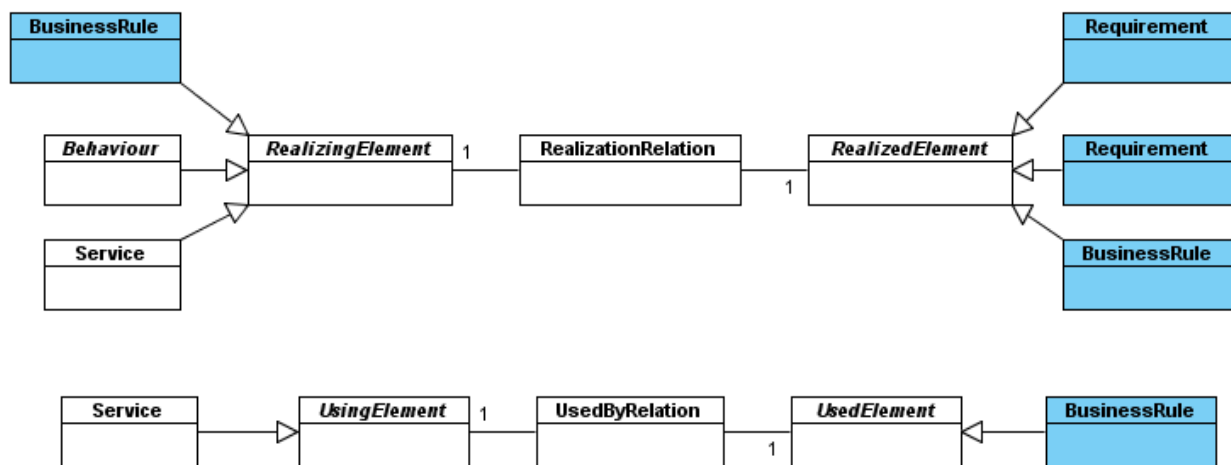 BusinessRule
Requirement
Behaviour
RealizingElement
1
RealizationRelation
1
RealizedElement
Requirement
Service
BusinessRule
Service
UsingElement
1
UsedByRelation
1
UsedElement
BusinessRule